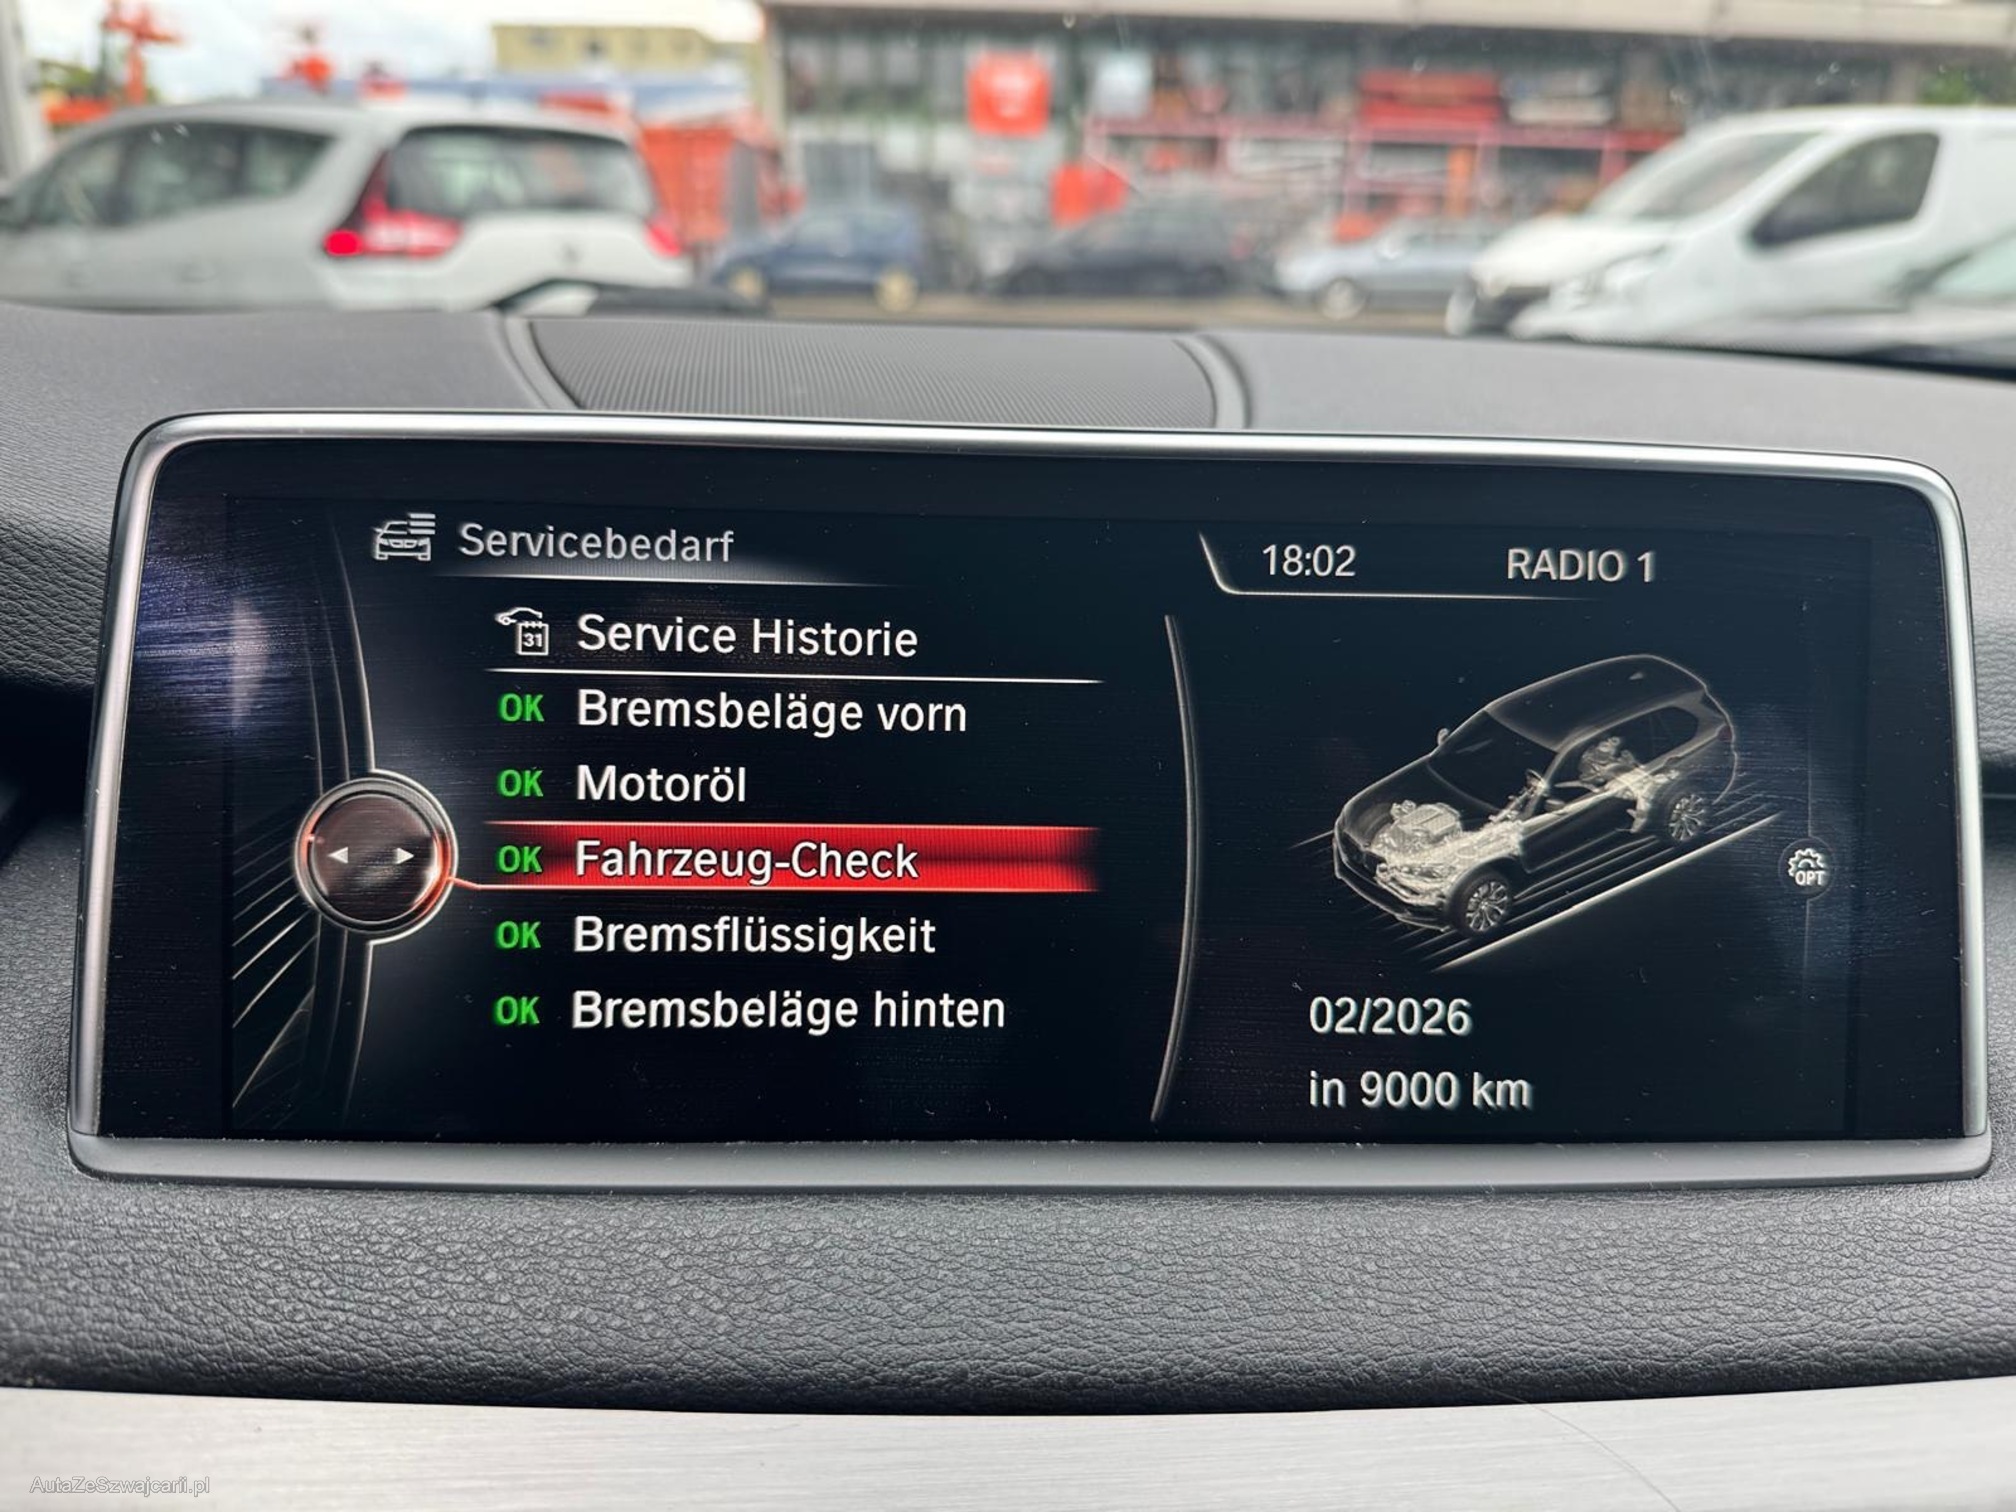 Servicebedarf
18:02 RADIO 1
31 Service Historie
OK Bremsbeläge vorn
OK Motoröl
OK Fahrzeug-Check
OK Bremsflüssigkeit
OK Bremsbeläge hinten
OPT
02/2026
in 9000 km
AutaZeSzwajcarii.pl